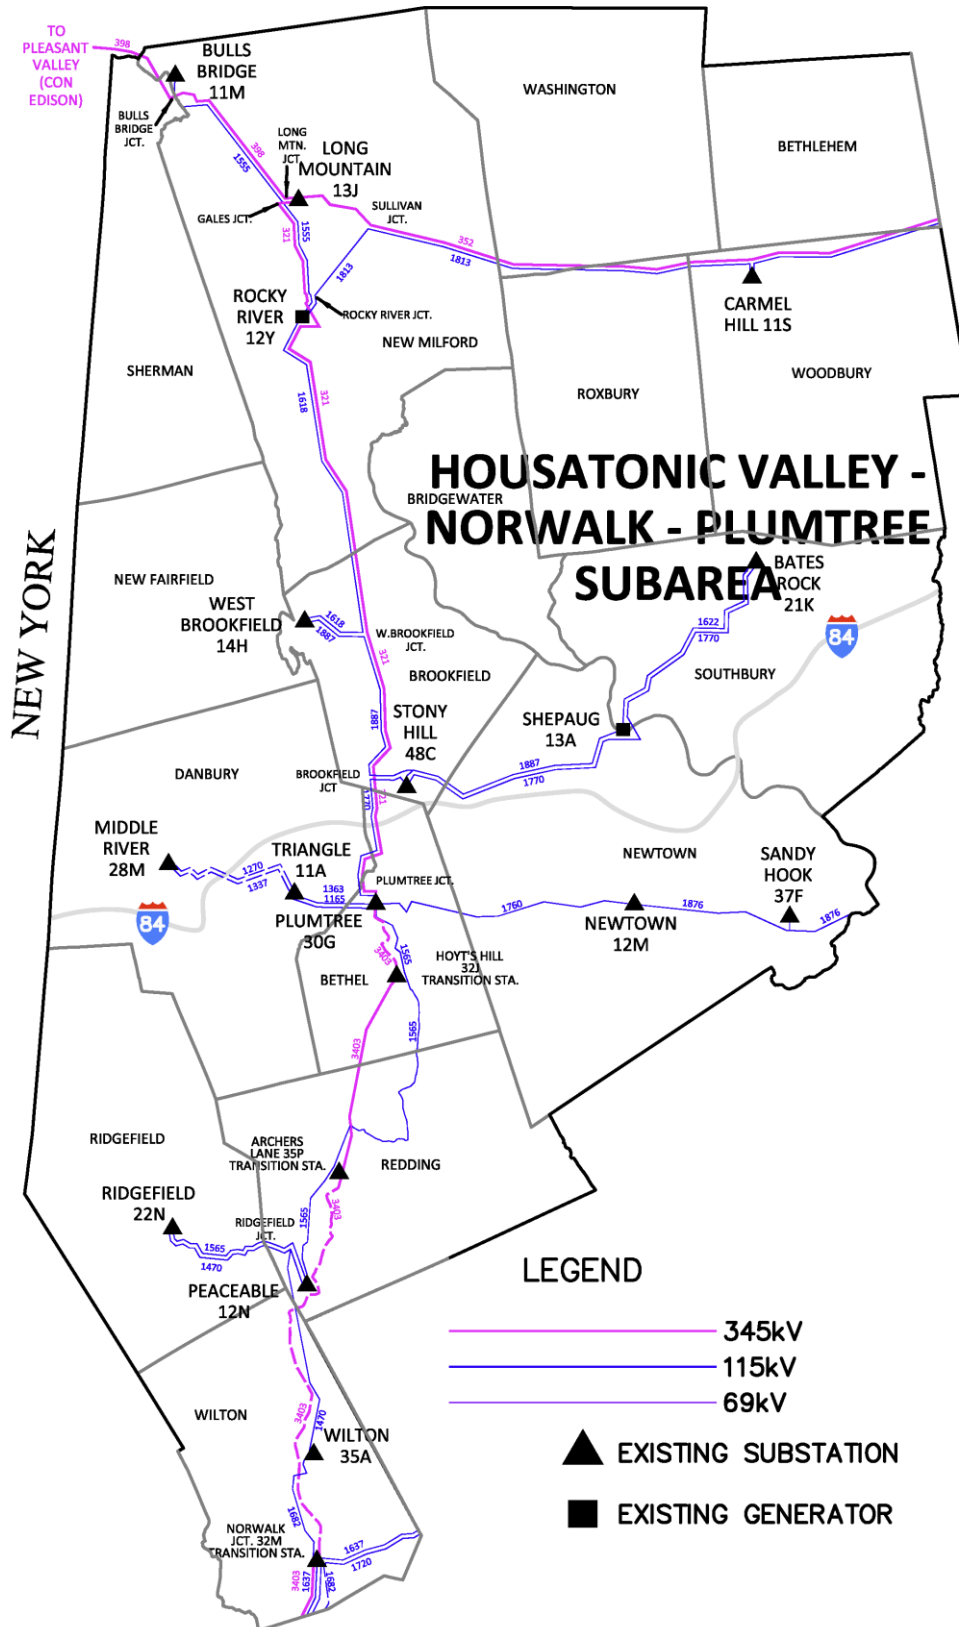 TO
PLEASANT
VALLEY
(CON
EDISON)
398
BULLS
BRIDGE
11M
BULLS
BRIDGE
JCT.
WASHINGTON
BETHLEHEM
398
1555
LONG
MTN.
JCT.
LONG
MOUNTAIN
13J
GALES JCT.
321
1555
SULLIVAN
JCT.
352
1813
1813
ROCKY
RIVER
12Y
ROCKY RIVER JCT.
CARMEL
HILL 11S
NEW MILFORD
SHERMAN
ROXBURY
WOODBURY
1618
321
HOUSATONIC VALLEY -
NORWALK - PLUMTREE
SUBAREA
BRIDGEWATER
NEW YORK
NEW FAIRFIELD
WEST
BROOKFIELD
14H
1618
1887
W.BROOKFIELD
JCT.
321
BROOKFIELD
BATES
ROCK
21K
1622
1770
84
SOUTHBURY
1887
STONY
HILL
48C
SHEPAUG
13A
DANBURY
BROOKFIELD
JCT
1770
321
1887
1770
MIDDLE
RIVER
28M
1270
1337
TRIANGLE
11A
1363
1165
PLUMTREE JCT.
NEWTOWN
SANDY
HOOK
37F
84
PLUMTREE
30G
1760
NEWTOWN
12M
1876
1876
3403
1565
HOYT'S HILL
32J
TRANSITION STA.
BETHEL
3403
1565
RIDGEFIELD
ARCHERS
LANE 35P
TRANSITION STA.
REDDING
RIDGEFIELD
22N
RIDGEFIELD
JCT.
1565
3403
1565
1470
PEACEABLE
12N
LEGEND
345kV
115kV
69kV
EXISTING SUBSTATION
EXISTING GENERATOR
WILTON
3403
1470
WILTON
35A
1682
NORWALK
JCT. 32M
TRANSITION STA.
1637
1720
3403
1637
1682